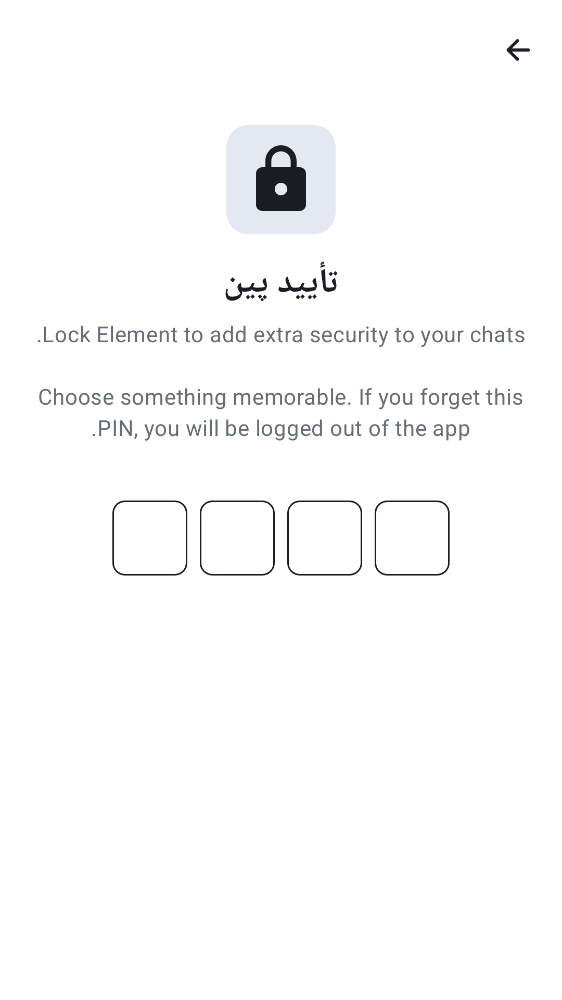 تأیید پین
.Lock Element to add extra security to your chats
Choose something memorable. If you forget this
.PIN, you will be logged out of the app